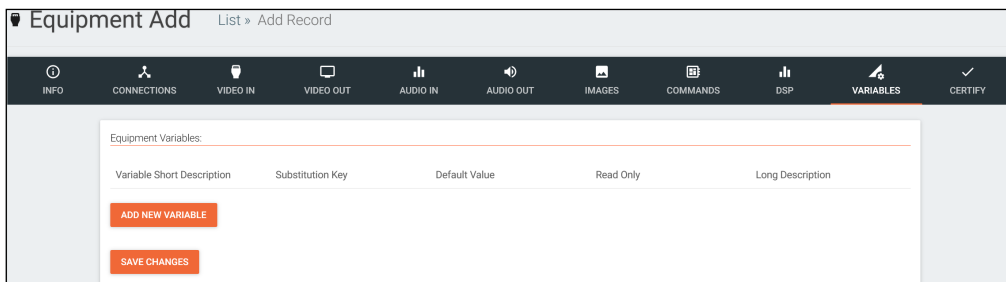 Equipment Add List » Add Record
INFO CONNECTIONS VIDEO IN VIDEO OUT AUDIO IN AUDIO OUT IMAGES COMMANDS DSP VARIABLES CERTIFY
Equipment Variables:
Variable Short Description Substitution Key Default Value Read Only Long Description
ADD NEW VARIABLE
SAVE CHANGES